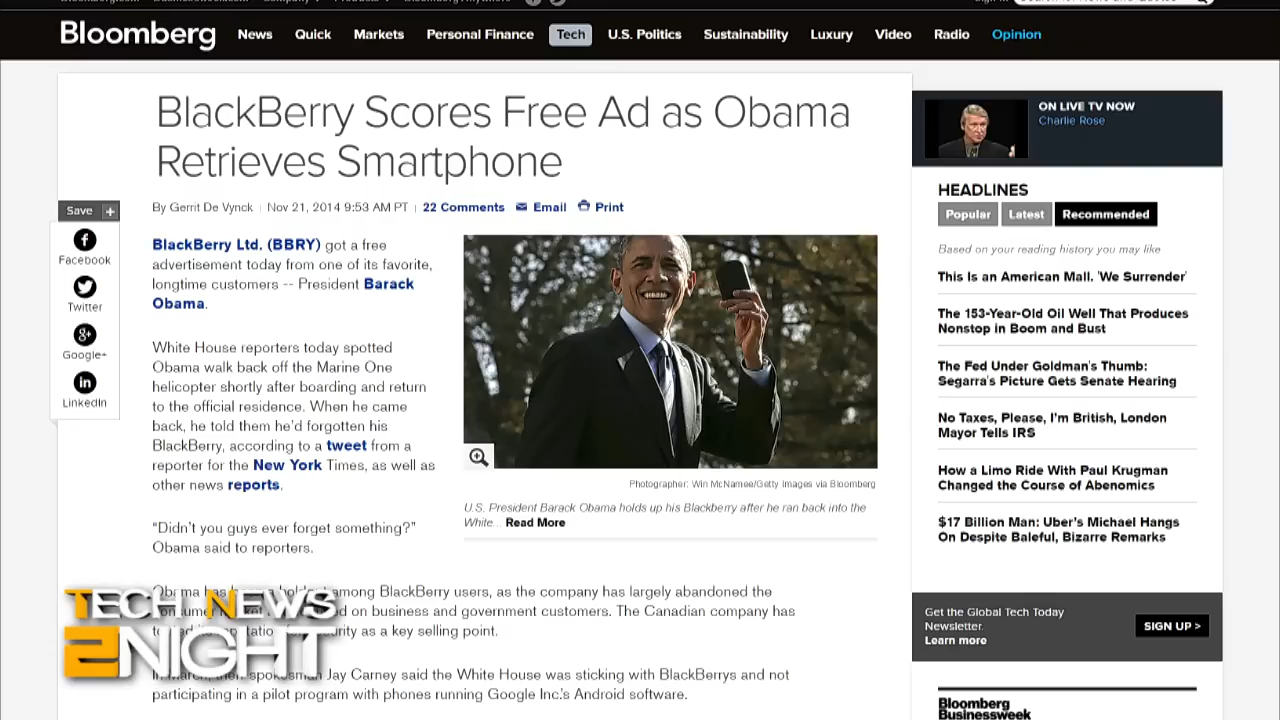 Bloomberg
News Quick Markets Personal Finance Tech U.S. Politics Sustainability Luxury Video Radio Opinion
BlackBerry Scores Free Ad as Obama
Retrieves Smartphone
By Gerrit De Vynck | Nov 21, 2014 9:53 AM PT | 22 Comments Email Print
Save +
Facebook
Twitter
Google+
LinkedIn
BlackBerry Ltd. (BBRY) got a free
advertisement today from one of its favorite,
longtime customers -- President Barack
Obama.
White House reporters today spotted
Obama walk back off the Marine One
helicopter shortly after boarding and return
to the official residence. When he came
back, he told them he'd forgotten his
BlackBerry, according to a tweet from a
reporter for the New York Times, as well as
other news reports.
"Didn't you guys ever forget something?"
Obama said to reporters.
Photographer: Win McNamee/Getty Images via Bloomberg
U.S. President Barack Obama holds up his Blackberry after he ran back into the
White... Read More
Obama has among BlackBerry users, as the company has largely abandoned the
on business and government customers. The Canadian company has
as a key selling point.
Jay Carney said the White House was sticking with BlackBerrys and not
participating in a pilot program with phones running Google Inc.'s Android software.
TECH NEWS
2NIGHT
ON LIVE TV NOW
Charlie Rose
HEADLINES
Popular Latest Recommended
Based on your reading history you may like
This Is an American Mall. 'We Surrender'
The 153-Year-Old Oil Well That Produces
Nonstop in Boom and Bust
The Fed Under Goldman's Thumb:
Segarra's Picture Gets Senate Hearing
No Taxes, Please, I'm British, London
Mayor Tells IRS
How a Limo Ride With Paul Krugman
Changed the Course of Abenomics
$17 Billion Man: Uber's Michael Hangs
On Despite Baleful, Bizarre Remarks
Get the Global Tech Today
Newsletter.
Learn more
SIGN UP >
Bloomberg
Businessweek